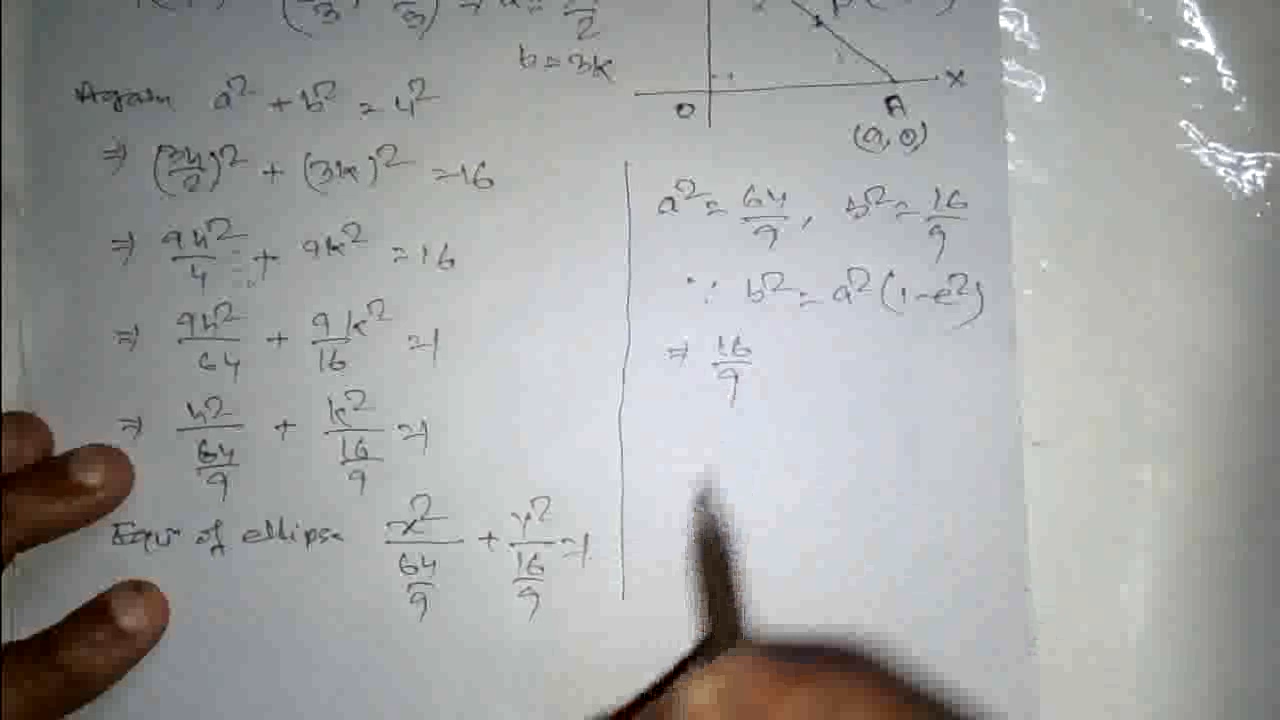 b = 3k
Again a² + b² = 4²
⇒ (3h/2)² + (3k)² = 16
⇒ 9h²/4 + 9k² = 16
⇒ 9h²/64 + 9k²/16 = 1
⇒ h²/(64/9) + k²/(16/9) = 1
Equn of ellipse x²/(64/9) + y²/(16/9) = 1
X
O
A
(a, 0)
a² = 64/9, b² = 16/9
∵ b² = a² (1 - e²)
⇒ 16/9